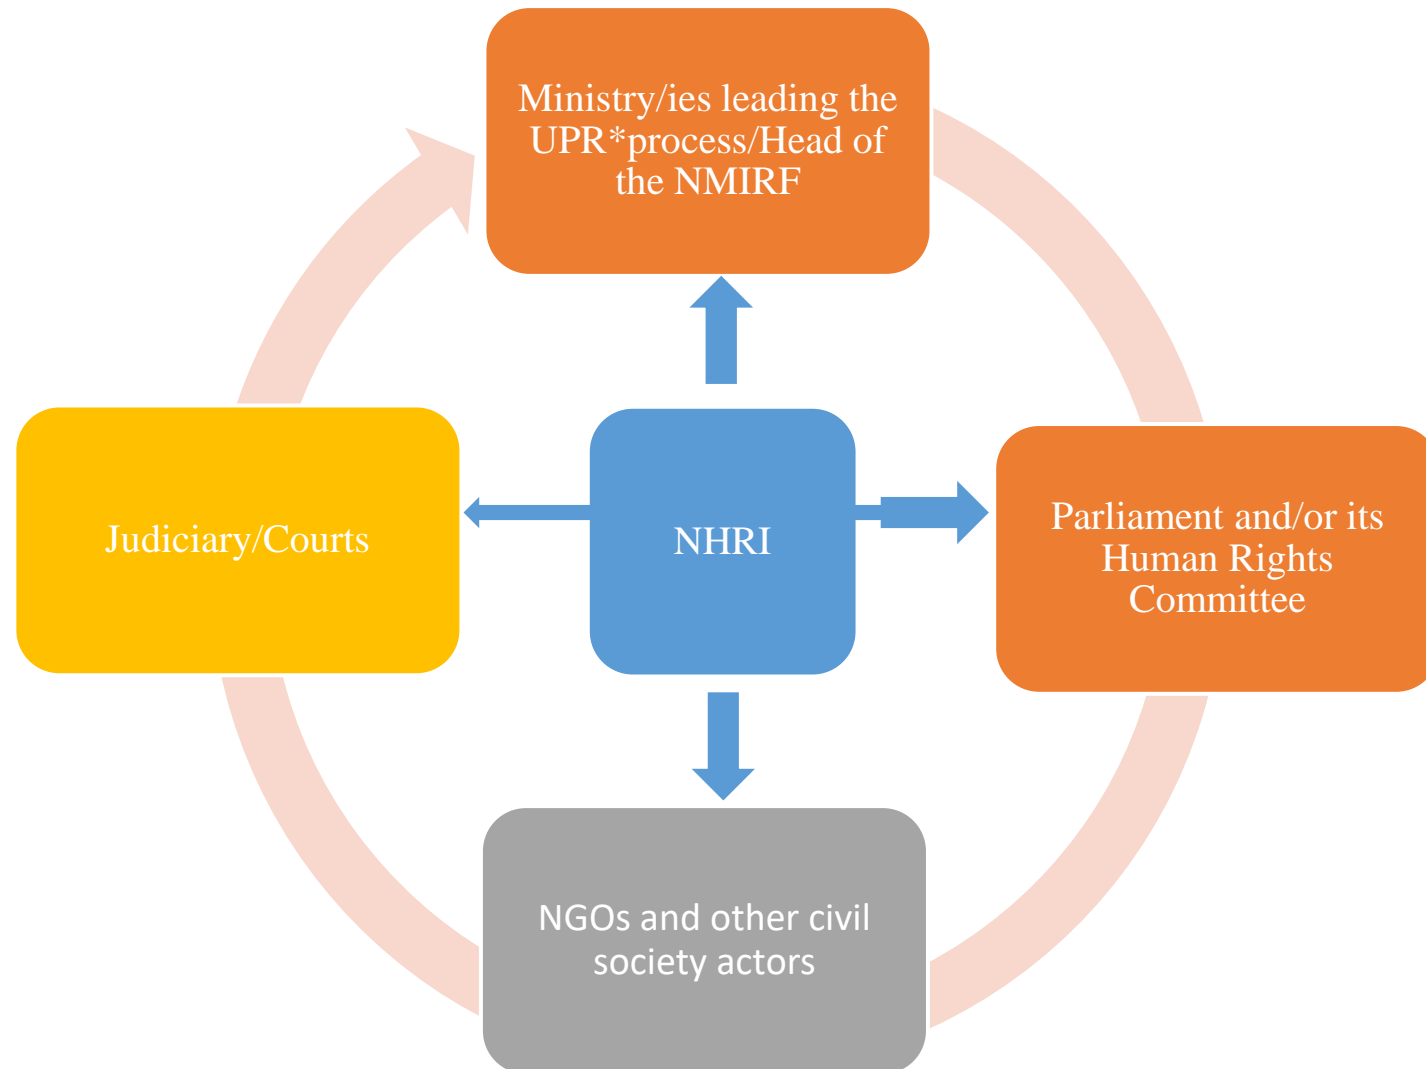 Ministry/ies leading the
UPR*process/Head of
the NMIRF
Judiciary/Courts
NHRI
Parliament and/or its
Human Rights
Committee
NGOs and other civil
society actors